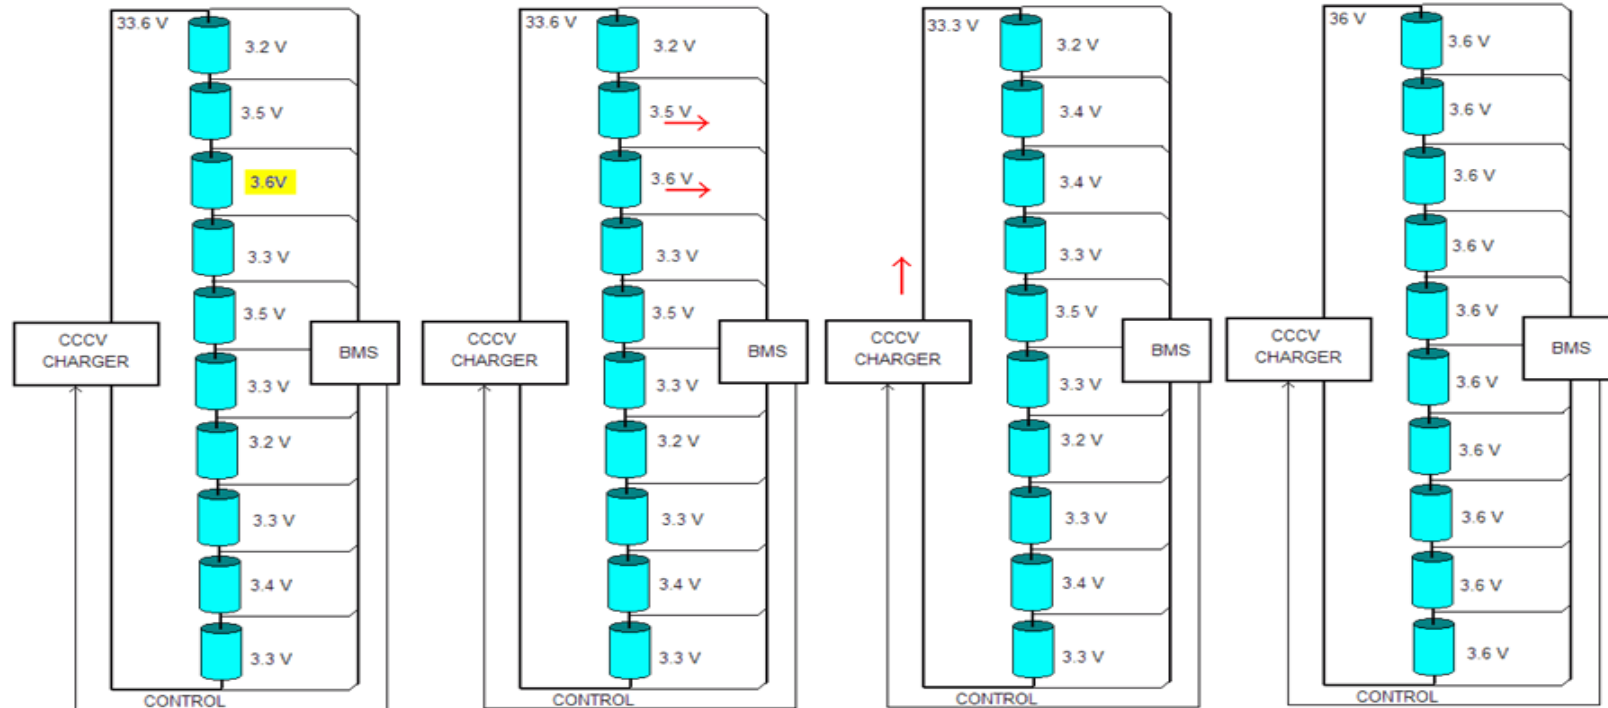 33.6 V
3.2 V
3.5 V
3.6V
3.3 V
3.5 V
CCCV
CHARGER
BMS
3.3 V
3.2 V
3.3 V
3.4 V
3.3 V
CONTROL
33.6 V
3.2 V
3.5 V
3.6 V
3.3 V
3.5 V
CCCV
CHARGER
BMS
3.3 V
3.2 V
3.3 V
3.4 V
3.3 V
CONTROL
33.3 V
3.2 V
3.4 V
3.4 V
3.3 V
3.5 V
CCCV
CHARGER
BMS
3.3 V
3.2 V
3.3 V
3.4 V
3.3 V
CONTROL
36 V
3.6 V
3.6 V
3.6 V
3.6 V
3.6 V
CCCV
CHARGER
BMS
3.6 V
3.6 V
3.6 V
3.6 V
3.6 V
CONTROL